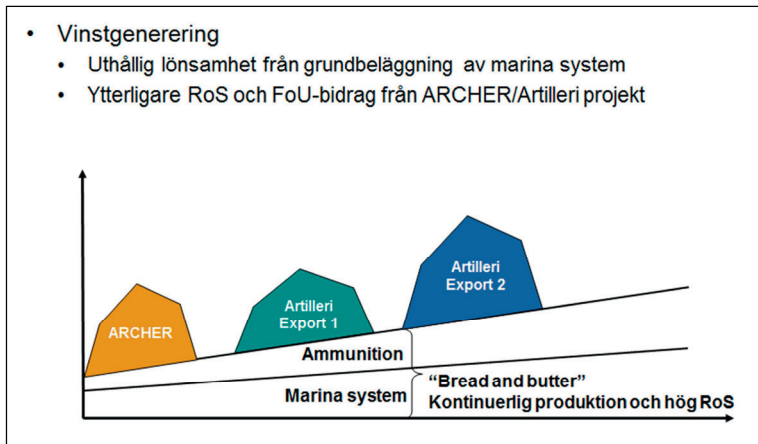 Vinstgenerering
Uthållig lönsamhet från grundbeläggning av marina system
Ytterligare RoS och FoU-bidrag från ARCHER/Artilleri projekt
ARCHER
Artilleri
Export 1
Artilleri
Export 2
Ammunition
Marina system
"Bread and butter"
Kontinuerlig produktion och hög RoS